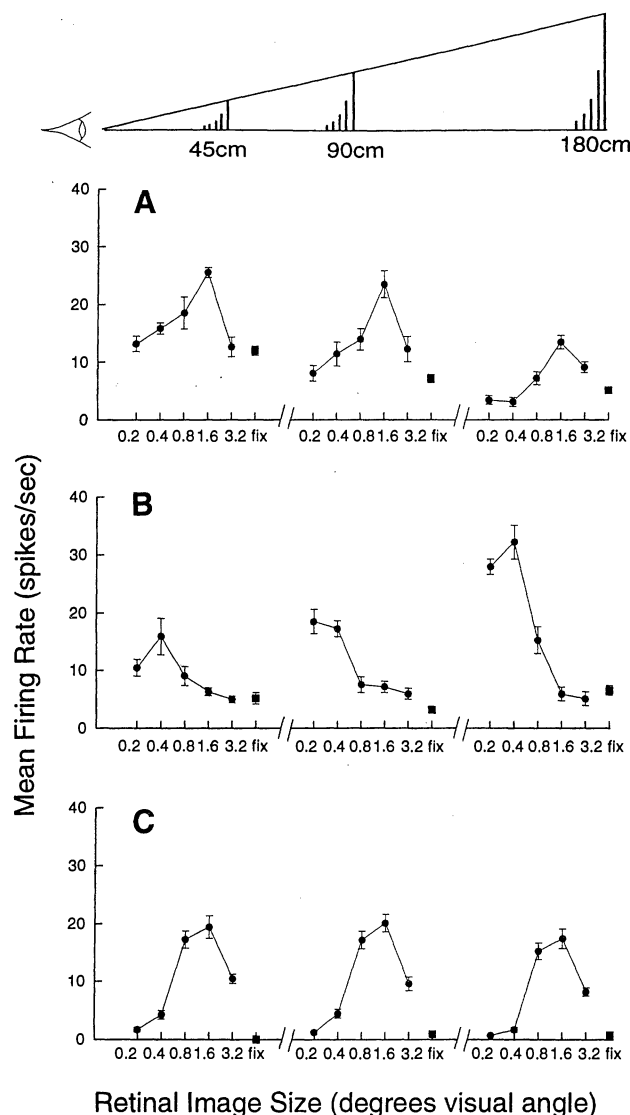 45cm
90cm
180cm
A
40
30
20
10
0
0.2 0.4 0.8 1.6 3.2 fix 0.2 0.4 0.8 1.6 3.2 fix 0.2 0.4 0.8 1.6 3.2 fix
B
40
30
20
10
0
0.2 0.4 0.8 1.6 3.2 fix 0.2 0.4 0.8 1.6 3.2 fix 0.2 0.4 0.8 1.6 3.2 fix
C
40
30
20
10
0
0.2 0.4 0.8 1.6 3.2 fix 0.2 0.4 0.8 1.6 3.2 fix 0.2 0.4 0.8 1.6 3.2 fix
Mean Firing Rate (spikes/sec)
Retinal Image Size (degrees visual angle)